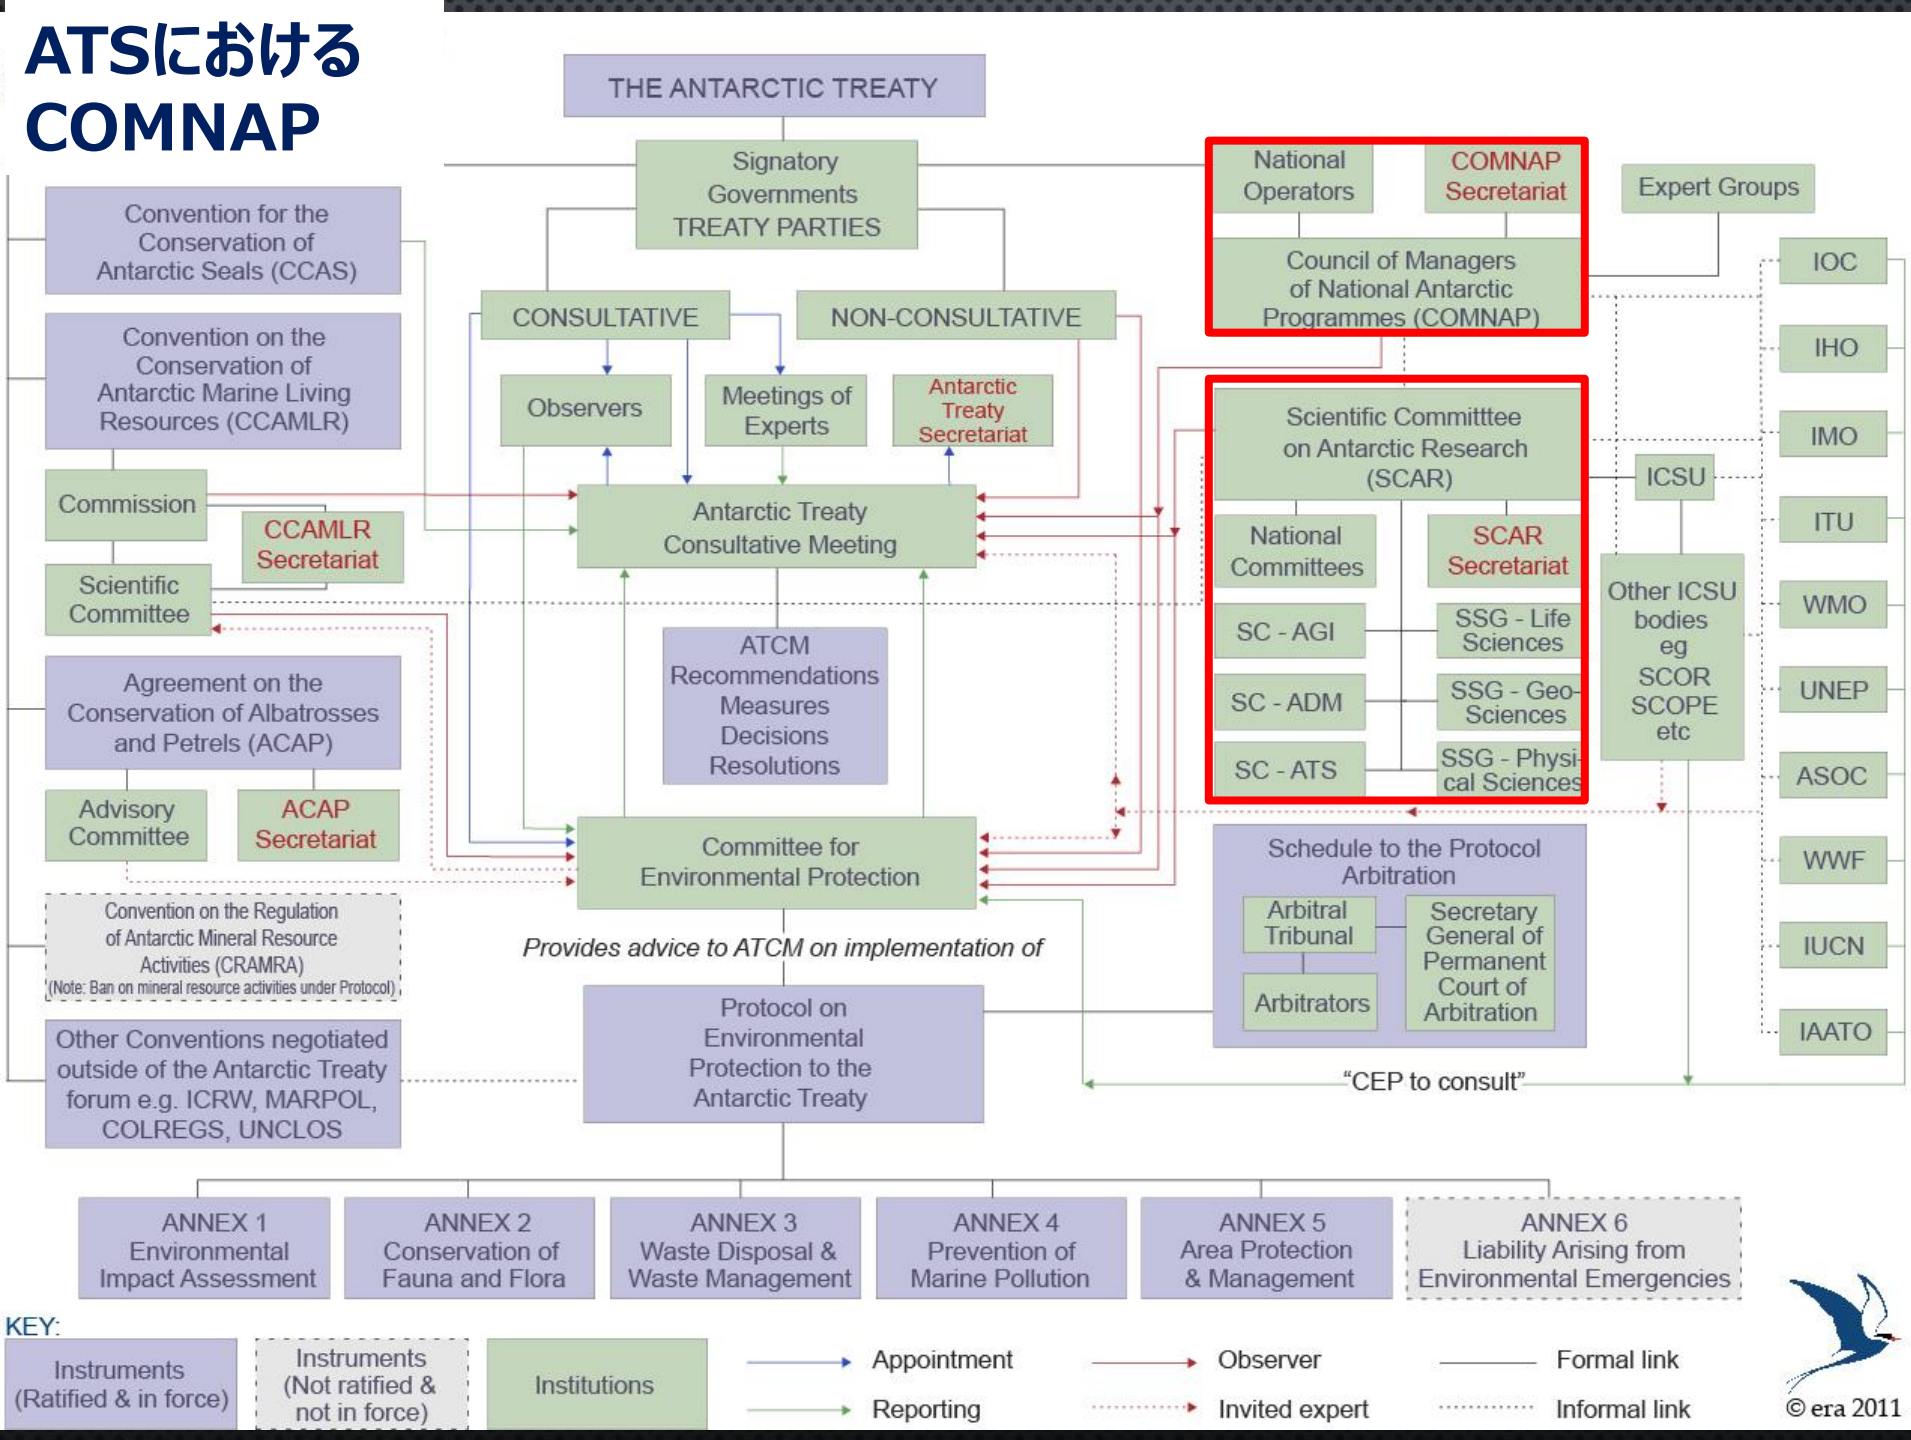 ATSにおける
COMNAP
THE ANTARCTIC TREATY
Signatory
Governments
TREATY PARTIES
National
Operators
COMNAP
Secretariat
Expert Groups
Council of Managers
of National Antarctic
Programmes (COMNAP)
Convention for the
Conservation of
Antarctic Seals (CCAS)
Convention on the
Conservation of
Antarctic Marine Living
Resources (CCAMLR)
Commission
CCAMLR
Secretariat
Scientific
Committee
Agreement on the
Conservation of Albatrosses
and Petrels (ACAP)
Advisory
Committee
ACAP
Secretariat
Convention on the Regulation
of Antarctic Mineral Resource
Activities (CRAMRA)
(Note: Ban on mineral resource activities under Protocol)
Other Conventions negotiated
outside of the Antarctic Treaty
forum e.g. ICRW, MARPOL,
COLREGS, UNCLOS
CONSULTATIVE
NON-CONSULTATIVE
Observers
Meetings of
Experts
Antarctic
Treaty
Secretariat
Antarctic Treaty
Consultative Meeting
ATCM
Recommendations
Measures
Decisions
Resolutions
Committee for
Environmental Protection
Provides advice to ATCM on implementation of
Protocol on
Environmental
Protection to the
Antarctic Treaty
Scientific Committtee
on Antarctic Research
(SCAR)
National
Committees
SCAR
Secretariat
SC - AGI
SSG - Life
Sciences
SC - ADM
SSG - Geo-
Sciences
SC - ATS
SSG - Physi-
cal Sciences
ICSU
Other ICSU
bodies
eg
SCOR
SCOPE
etc
Schedule to the Protocol
Arbitration
Arbitral
Tribunal
Arbitrators
Secretary
General of
Permanent
Court of
Arbitration
"CEP to consult"
IOC
IHO
IMO
ITU
WMO
UNEP
ASOC
WWF
IUCN
IAATO
ANNEX 1
Environmental
Impact Assessment
ANNEX 2
Conservation of
Fauna and Flora
ANNEX 3
Waste Disposal &
Waste Management
ANNEX 4
Prevention of
Marine Pollution
ANNEX 5
Area Protection
& Management
ANNEX 6
Liability Arising from
Environmental Emergencies
KEY:
Instruments
(Ratified & in force)
Instruments
(Not ratified &
not in force)
Institutions
Appointment
Reporting
Observer
Invited expert
Formal link
Informal link
© era 2011